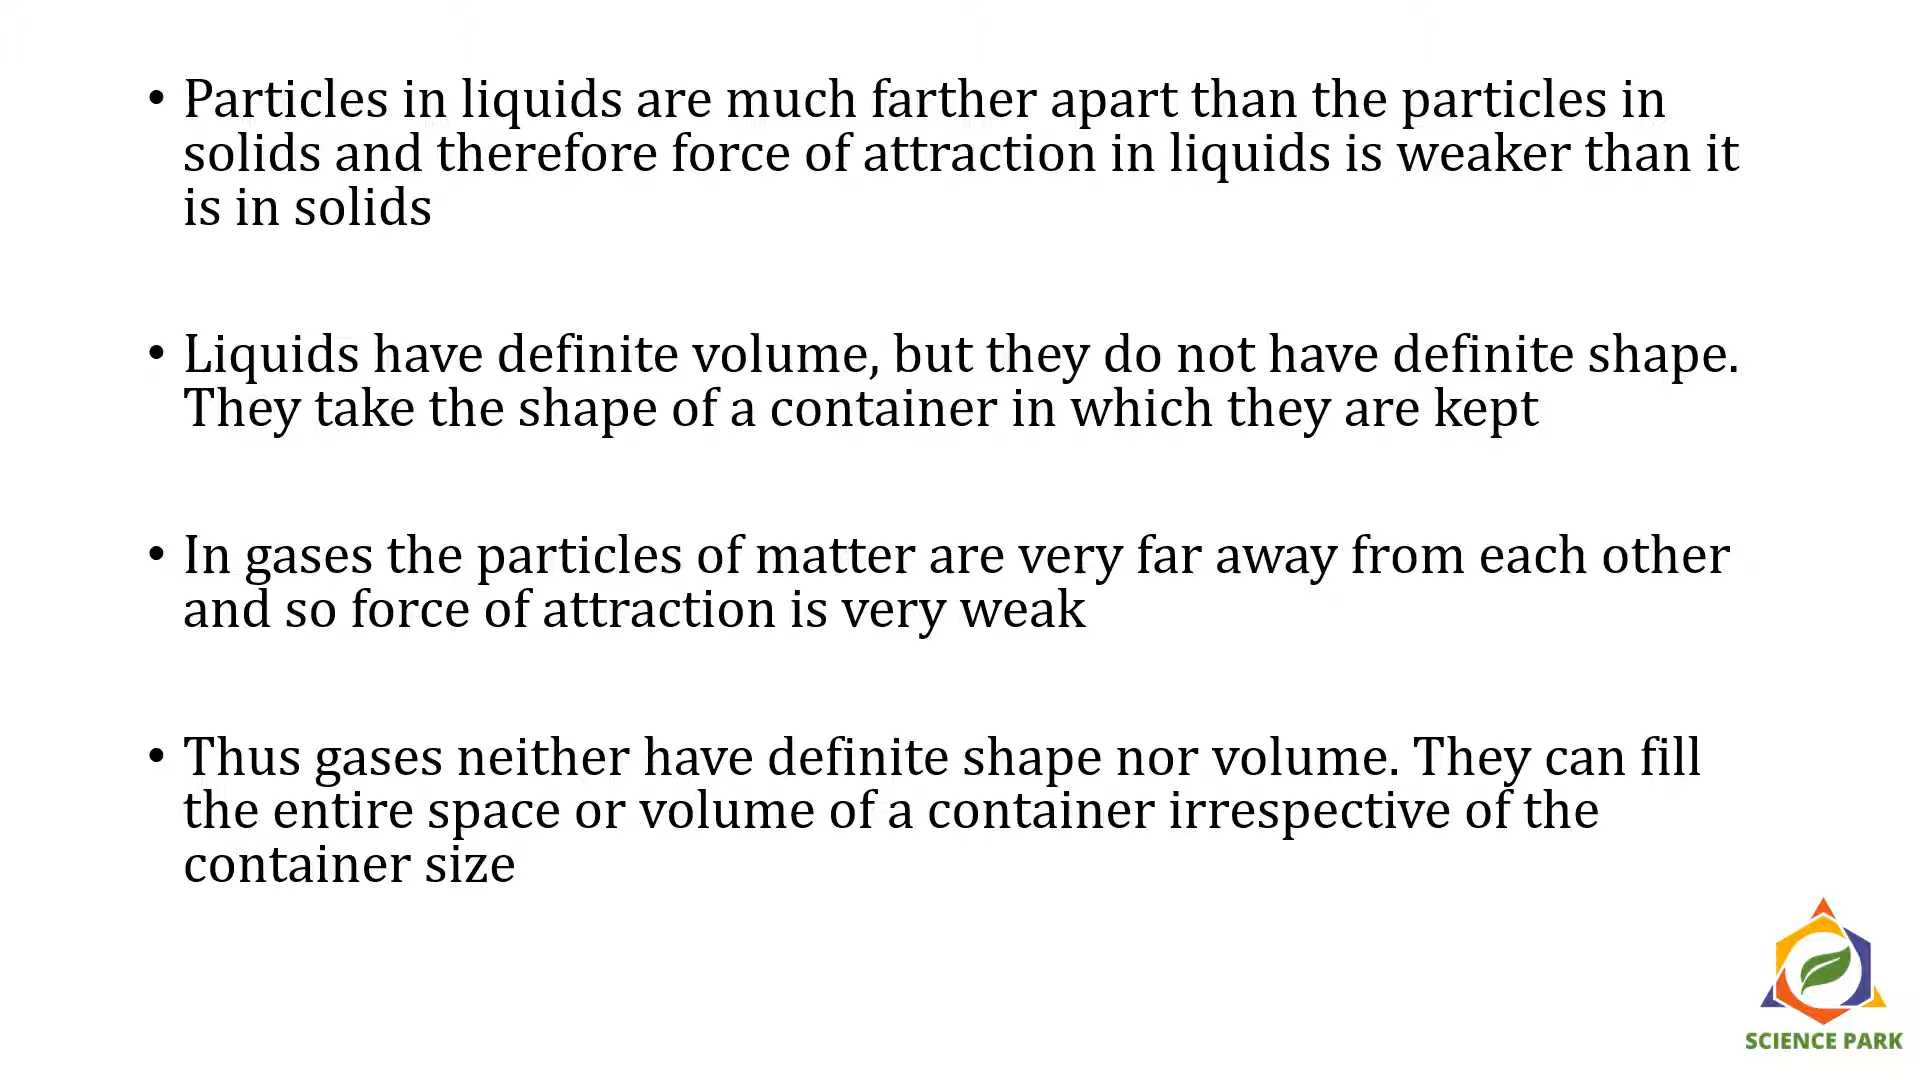 • Particles in liquids are much farther apart than the particles in
solids and therefore force of attraction in liquids is weaker than it
is in solids
• Liquids have definite volume, but they do not have definite shape.
They take the shape of a container in which they are kept
• In gases the particles of matter are very far away from each other
and so force of attraction is very weak
• Thus gases neither have definite shape nor volume. They can fill
the entire space or volume of a container irrespective of the
container size
SCIENCE PARK